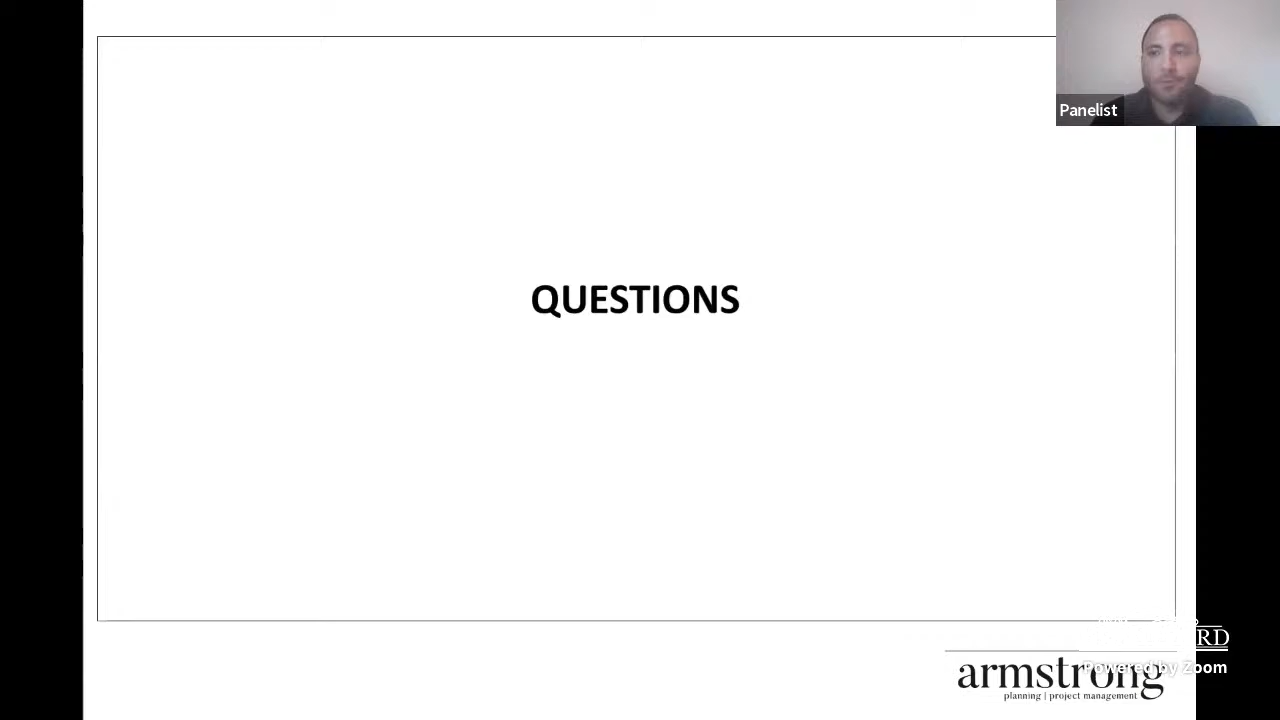 Panelist
QUESTIONS
Powered by Zoom
armstrong
planning | project management